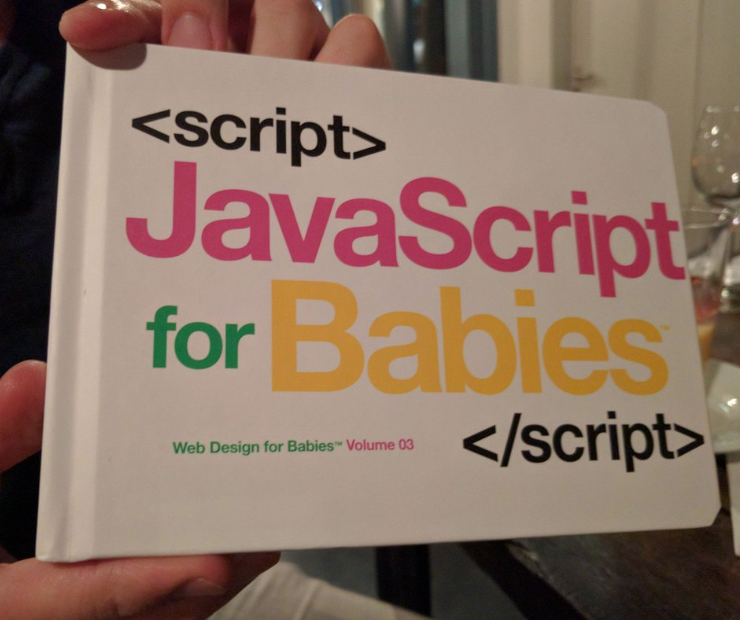 <script>
JavaScript
for Babies™
</script>
Web Design for Babies™ Volume 03